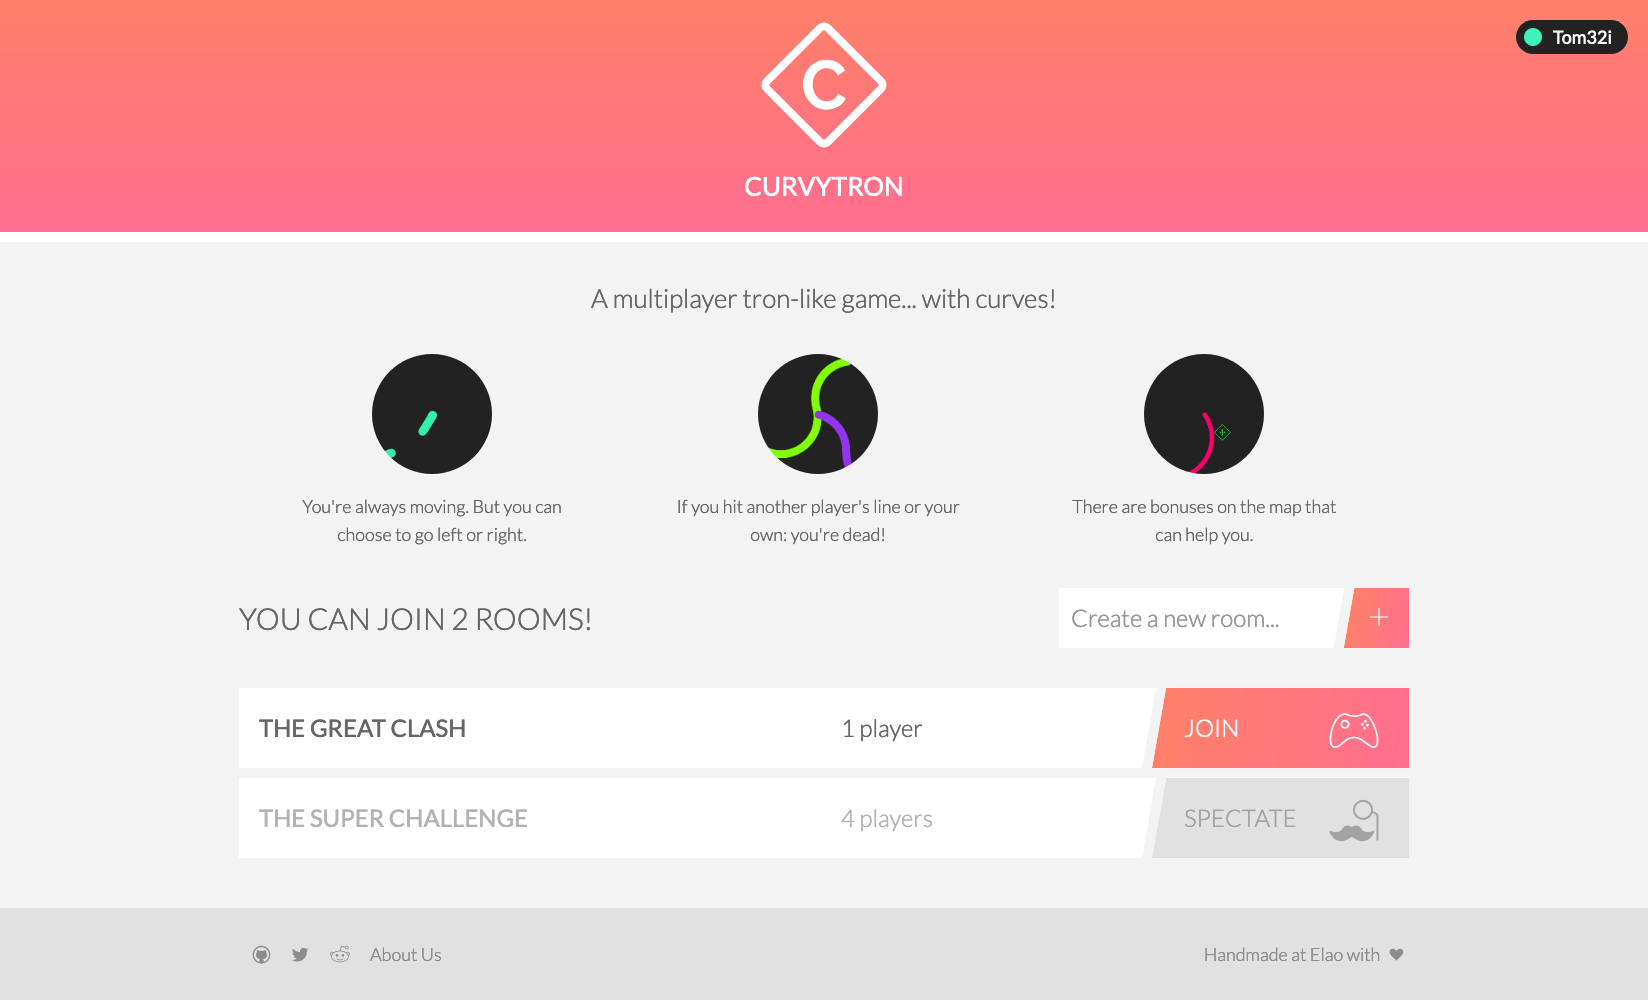 Tom32i
C
CURVYTRON
A multiplayer tron-like game... with curves!
You're always moving. But you can
choose to go left or right.
If you hit another player's line or your
own: you're dead!
There are bonuses on the map that
can help you.
YOU CAN JOIN 2 ROOMS!
Create a new room...
+
THE GREAT CLASH
1 player
JOIN
THE SUPER CHALLENGE
4 players
SPECTATE
About Us
Handmade at Elao with ♥